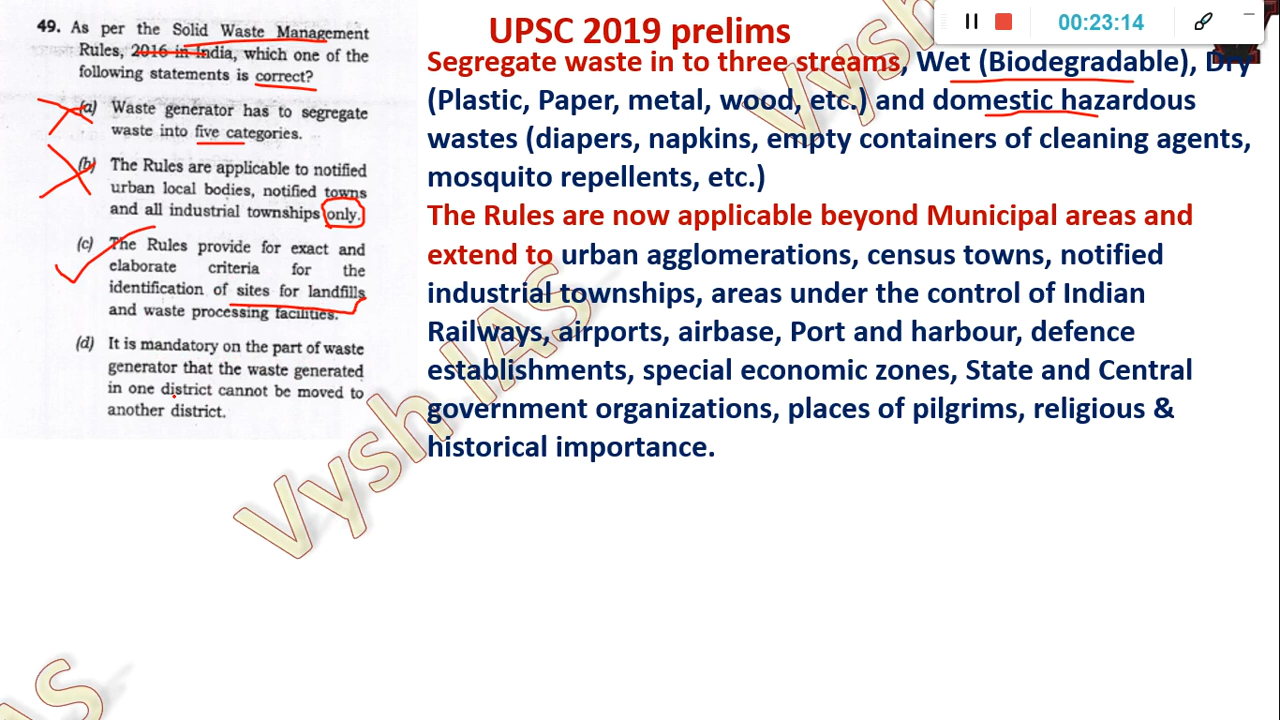 49. As per the Solid Waste Management
Rules, 2016 in India, which one of the
following statements is correct?
(a) Waste generator has to segregate
waste into five categories.
(b) The Rules are applicable to notified
urban local bodies, notified towns
and all industrial townships only.
(c) The Rules provide for exact and
elaborate criteria for the
identification of sites for landfills
and waste processing facilities.
(d) It is mandatory on the part of waste
generator that the waste generated
in one district cannot be moved to
another district.
UPSC 2019 prelims
00:23:14
Segregate waste in to three streams, Wet (Biodegradable), Dry
(Plastic, Paper, metal, wood, etc.) and domestic hazardous
wastes (diapers, napkins, empty containers of cleaning agents,
mosquito repellents, etc.)
The Rules are now applicable beyond Municipal areas and
extend to urban agglomerations, census towns, notified
industrial townships, areas under the control of Indian
Railways, airports, airbase, Port and harbour, defence
establishments, special economic zones, State and Central
government organizations, places of pilgrims, religious &
historical importance.
Vysh IAS
Vysh
IAS